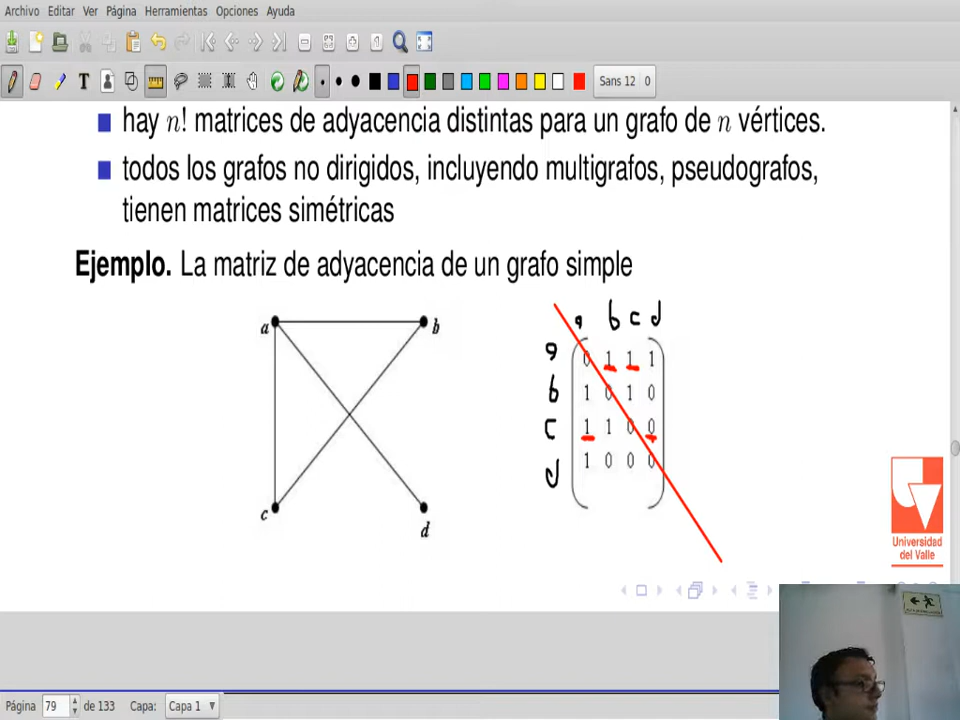 Archivo Editar Ver Página Herramientas Opciones Ayuda
T Sans 12 0
hay n! matrices de adyacencia distintas para un grafo de n vértices.
todos los grafos no dirigidos, incluyendo multigrafos, pseudografos,
tienen matrices simétricas
Ejemplo. La matriz de adyacencia de un grafo simple
a b
c d
a b c d
a 0 1 1 1
b 1 0 1 0
c 1 1 0 0
d 1 0 0 0
Universidad
del Valle
Página 79 de 133 Capa: Capa 1